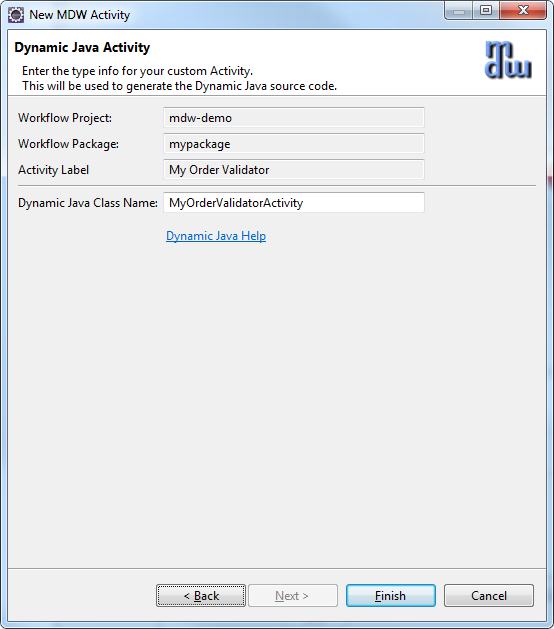 New MDW Activity
Dynamic Java Activity
Enter the type info for your custom Activity.
This will be used to generate the Dynamic Java source code.
mdw
Workflow Project: mdw-demo
Workflow Package: mypackage
Activity Label My Order Validator
Dynamic Java Class Name: MyOrderValidatorActivity
Dynamic Java Help
< Back Next > Finish Cancel